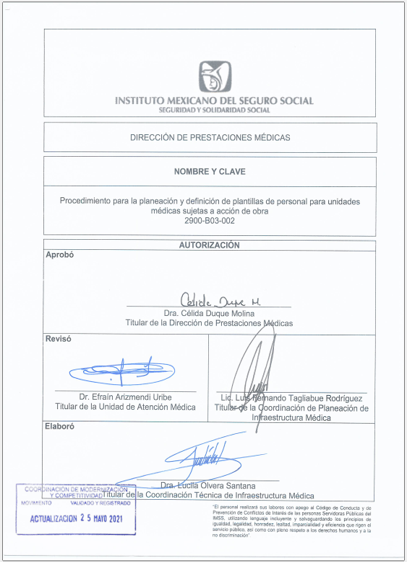 INSTITUTO MEXICANO DEL SEGURO SOCIAL
SEGURIDAD Y SOLIDARIDAD SOCIAL
DIRECCIÓN DE PRESTACIONES MÉDICAS
NOMBRE Y CLAVE
Procedimiento para la planeación y definición de plantillas de personal para unidades
médicas sujetas a acción de obra
2900-B03-002
AUTORIZACIÓN
Aprobó
Celida Duque M.
Dra. Célida Duque Molina
Titular de la Dirección de Prestaciones Médicas
Revisó
Dr. Efraín Arizmendi Uribe
Titular de la Unidad de Atención Médica
Lic. Luis Fernando Tagliabue Rodríguez
Titular de la Coordinación de Planeación de
Infraestructura Médica
Elaboró
Dra. Lucila Olvera Santana
Titular de la Coordinación Técnica de Infraestructura Médica
COORDINACION DE MODERNIZACION
Y COMPETITIVIDAD
MOVIMIENTO VALIDADO Y REGISTRADO
ACTUALIZACIÓN 25 MAYO 2021
"El personal realizará sus labores con apego al Código de Conducta y de
Prevención de Conflictos de Interés de las personas Servidoras Públicas del
IMSS, utilizando lenguaje incluyente y salvaguardando los principios de
igualdad, legalidad, honradez, lealtad, imparcialidad y eficiencia que rigen el
servicio público, así como con pleno respeto a los derechos humanos y a la
no discriminación"